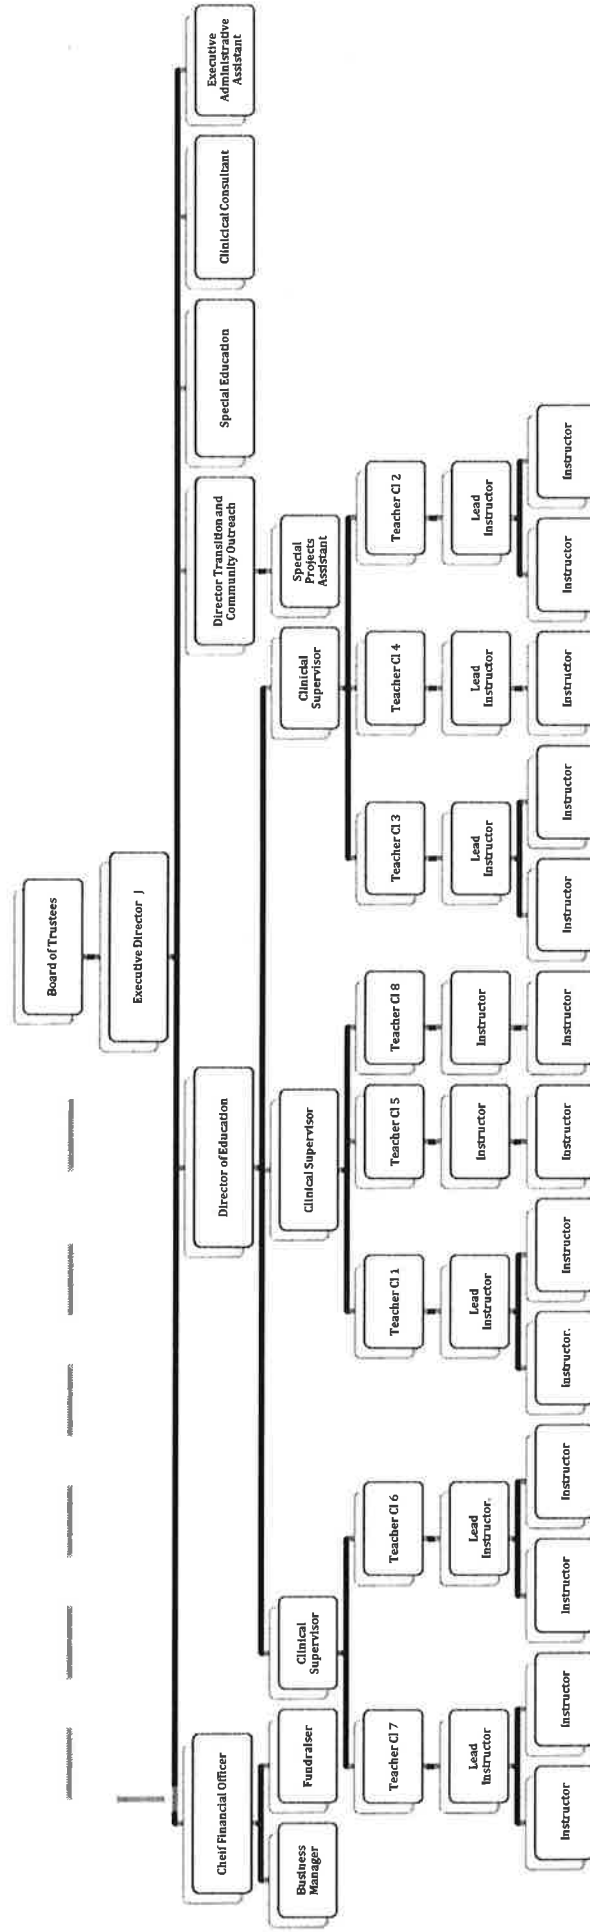 Board of Trustees
Executive Director J
Cheif Financial Officer
Director of Education
Director Transition and
Community Outreach
Special Education
Clinicical Consultant
Executive
Administrative
Assistant
Business
Manager
Fundraiser
Clinical
Supervisor
Clinical Supervisor
Clinicial
Supervisor
Special
Projects
Assistant
Teacher Cl 7
Teacher Cl 6
Teacher Cl 1
Teacher Cl 5
Teacher Cl 8
Teacher Cl 3
Teacher Cl 4
Teacher Cl 2
Lead
Instructor
Lead
Instructor.
Lead
Instructor
Instructor
Instructor
Lead
Instructor
Lead
Instructor
Lead
Instructor
Instructor
Instructor
Instructor
Instructor
Instructor.
Instructor
Instructor
Instructor
Instructor
Instructor
Instructor
Instructor
Instructor